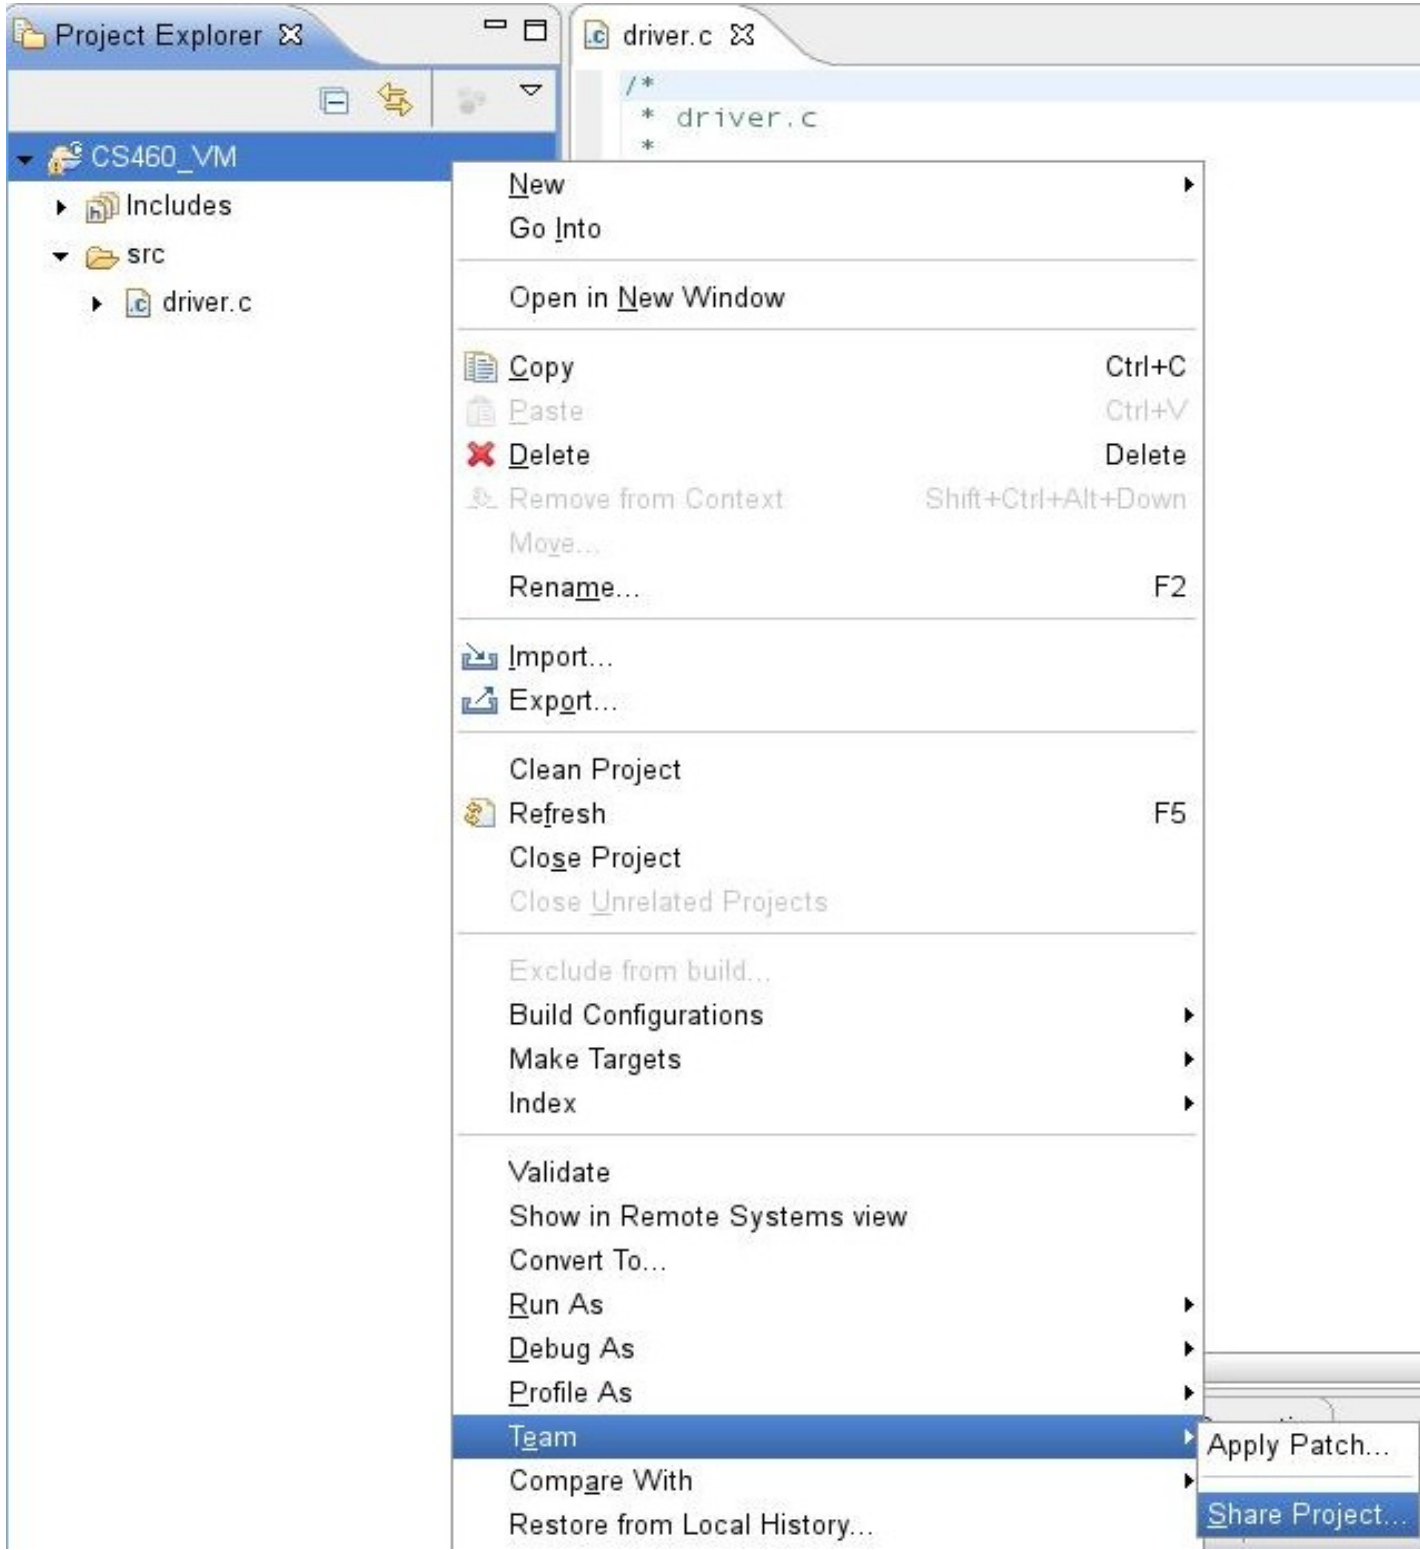 Project Explorer
driver.c
/*
* driver.c
*
CS460_VM
Includes
src
driver.c
New
Go Into
Open in New Window
Copy Ctrl+C
Paste Ctrl+V
Delete Delete
Remove from Context Shift+Ctrl+Alt+Down
Move...
Rename... F2
Import...
Export...
Clean Project
Refresh F5
Close Project
Close Unrelated Projects
Exclude from build...
Build Configurations
Make Targets
Index
Validate
Show in Remote Systems view
Convert To...
Run As
Debug As
Profile As
Team
Apply Patch...
Compare With
Share Project...
Restore from Local History...